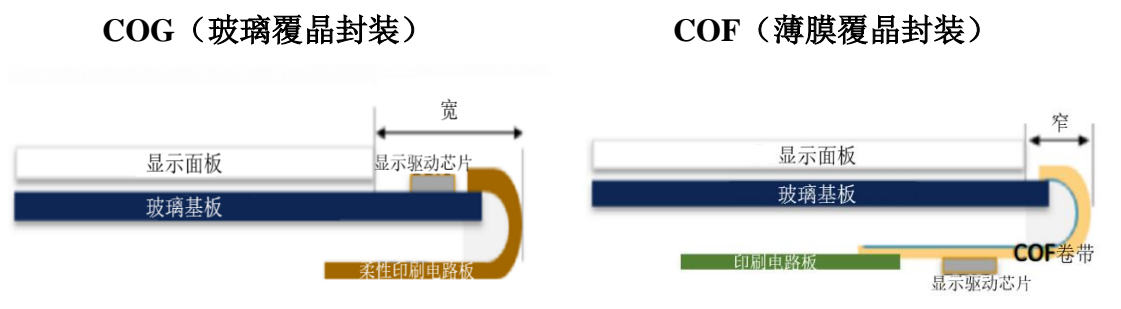 COG（玻璃覆晶封装）
宽
显示面板
显示驱动芯片
玻璃基板
柔性印刷电路板
COF（薄膜覆晶封装）
窄
显示面板
玻璃基板
COF卷带
印刷电路板
显示驱动芯片